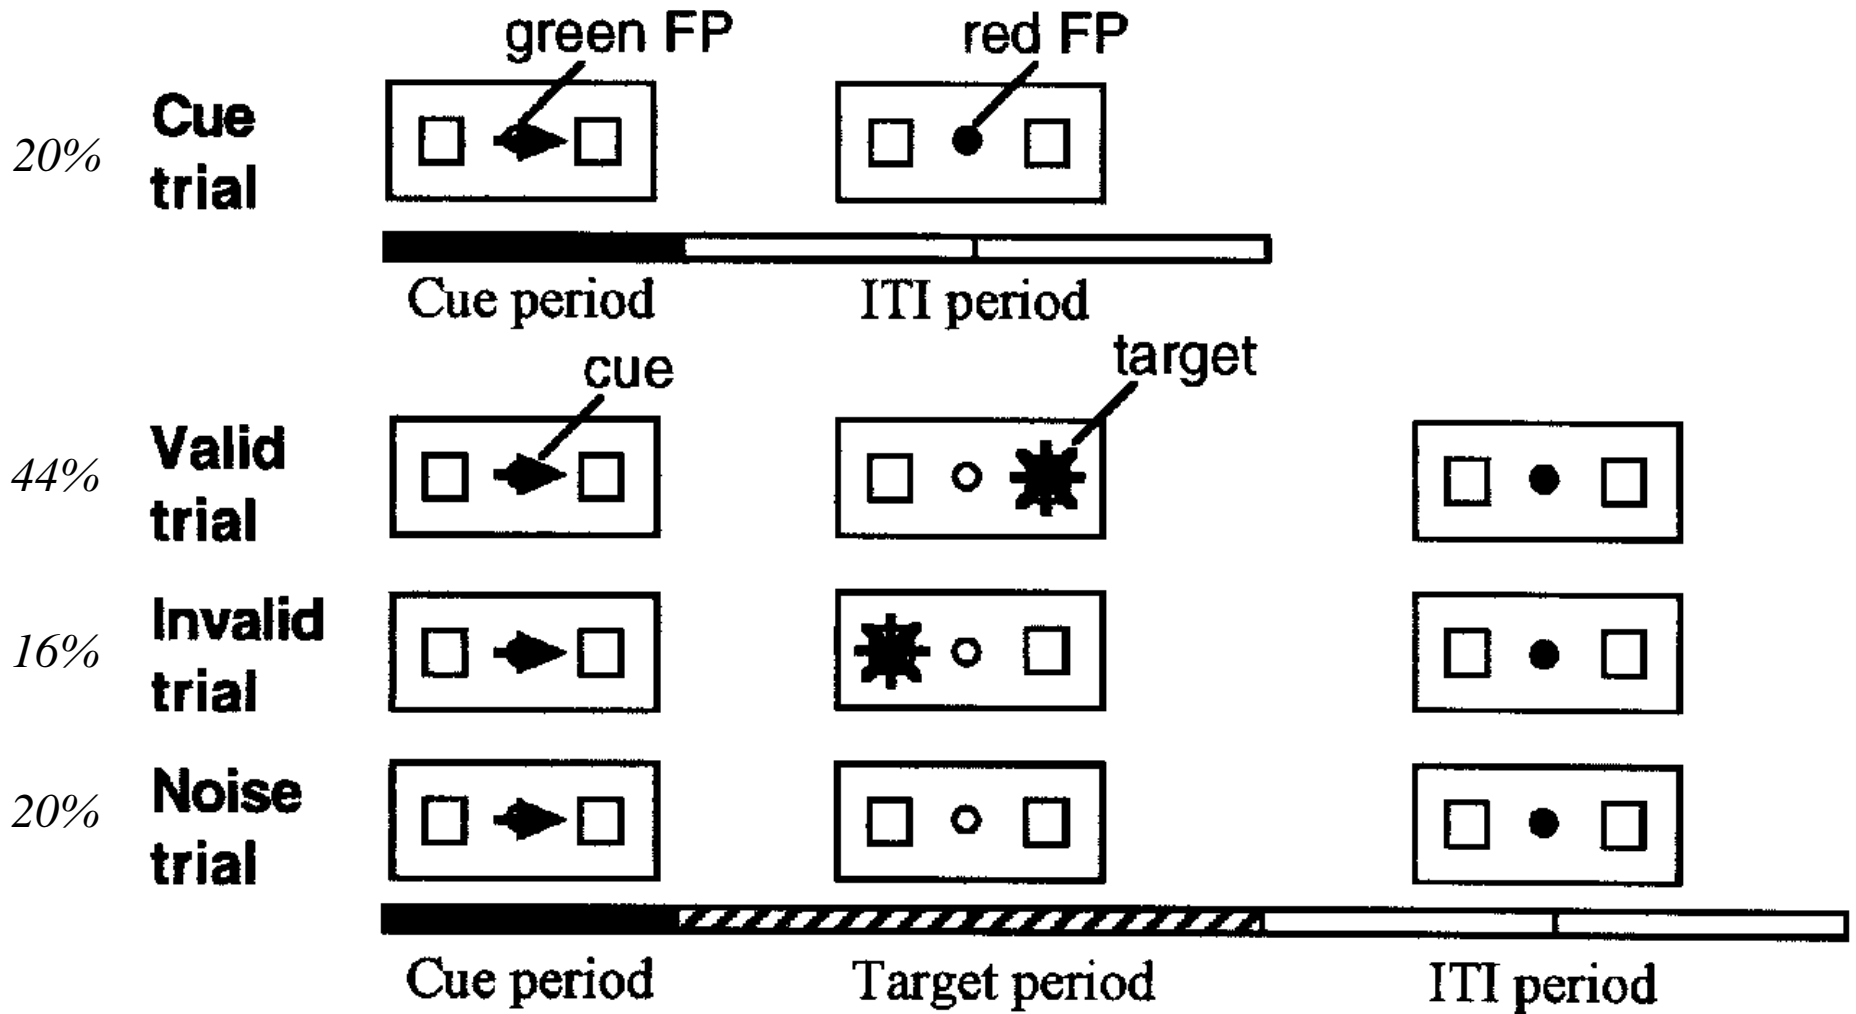 green FP
red FP
20%
Cue
trial
Cue period
ITI period
cue
target
44%
Valid
trial
16%
Invalid
trial
20%
Noise
trial
Cue period
Target period
ITI period